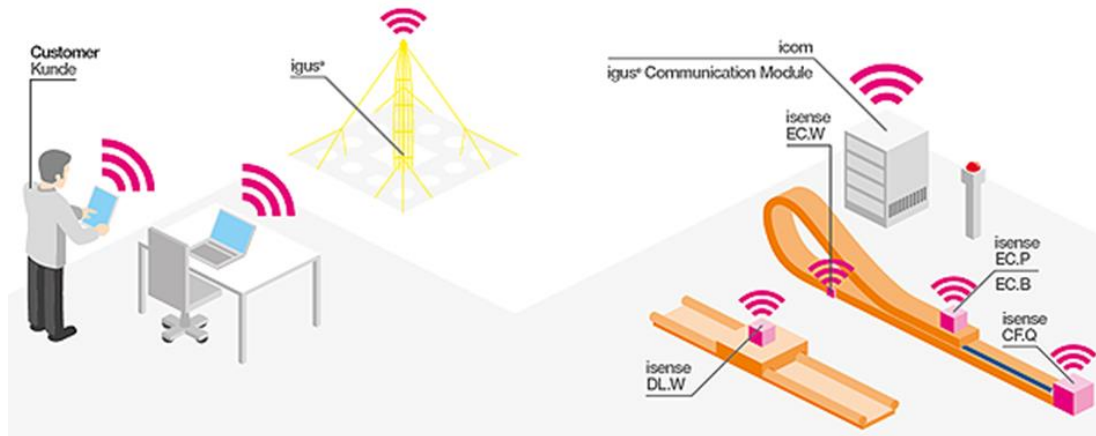 Customer
Kunde
igus®
icom
igus® Communication Module
isense
EC.W
isense
EC.P
EC.B
isense
CF.Q
isense
DL.W